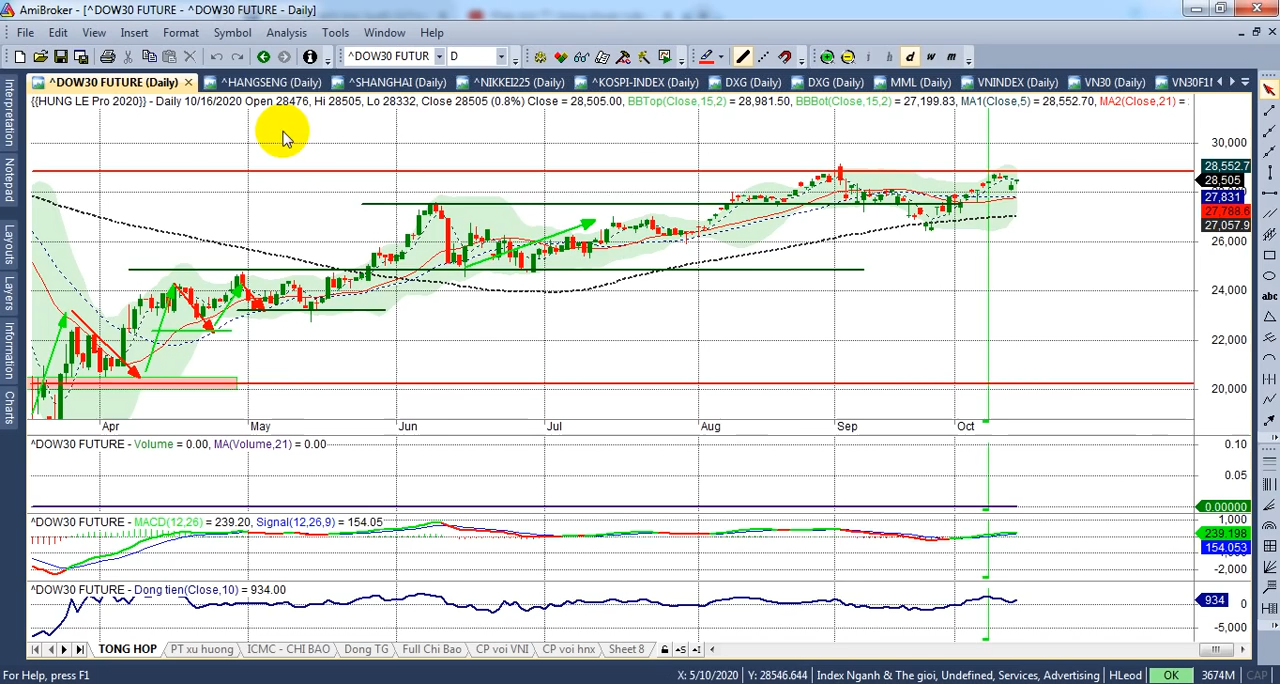 AmiBroker - [^DOW30 FUTURE - ^DOW30 FUTURE - Daily]
File Edit View Insert Format Symbol Analysis Tools Window Help
^DOW30 FUTUR D i d w m
^DOW30 FUTURE (Daily) ^HANGSENG (Daily) ^SHANGHAI (Daily) ^NIKKEI225 (Daily) ^KOSPI-INDEX (Daily) DXG (Daily) DXG (Daily) MML (Daily) VNINDEX (Daily) VN30 (Daily) VN30F1M
{{HUNG LE Pro 2020}} - Daily 10/16/2020 Open 28476, Hi 28505, Lo 28332, Close 28505 (0.8%) Close = 28,505.00, BBTop(Close,15,2) = 28,981.50, BBBot(Close,15,2) = 27,199.83, MA1(Close,5) = 28,552.70, MA2(Close,21) =
Interpretation
Notepad
Layouts
Layers
Information
Charts
abc
30,000
28,552.7
28,505
27,831
27,788.6
27,057.9
26,000
24,000
22,000
20,000
Apr May Jun Jul Aug Sep Oct
^DOW30 FUTURE - Volume = 0.00, MA(Volume,21) = 0.00
0.10
0.05
0.00000
^DOW30 FUTURE - MACD(12,26) = 239.20, Signal(12,26,9) = 154.05
1,000
239.198
154.053
-2,000
^DOW30 FUTURE - Dong tien(Close,10) = 934.00
934 0
-5,000
TONG HOP PT xu huong ICMC - CHI BAO Dong TG Full Chi Bao CP voi VNI CP voi hnx Sheet 8
For Help, press F1 X: 5/10/2020 Y: 28546.644 Index Nganh & The gioi, Undefined, Services, Advertising HLeod OK 3674M CAP